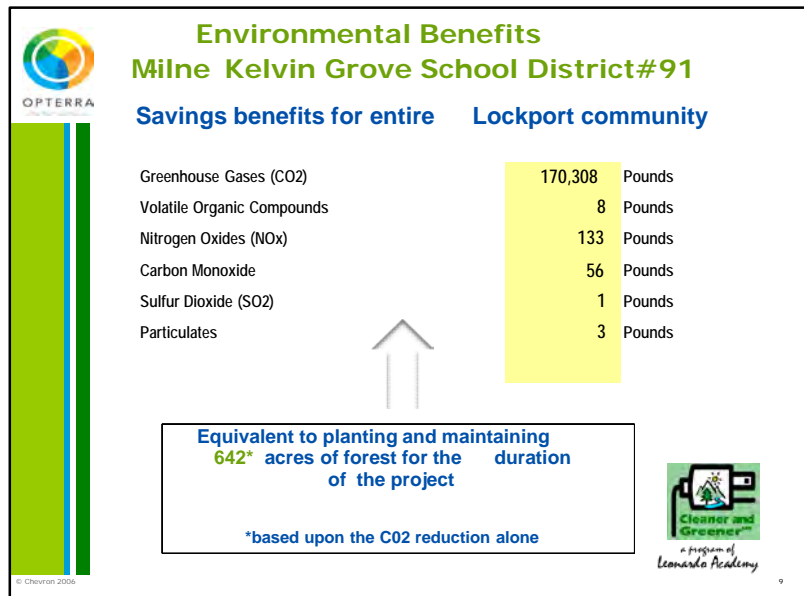 Environmental Benefits
Milne Kelvin Grove School District#91
OPTERRA
Savings benefits for entire Lockport community
Greenhouse Gases (CO2) 170,308 Pounds
Volatile Organic Compounds 8 Pounds
Nitrogen Oxides (NOx) 133 Pounds
Carbon Monoxide 56 Pounds
Sulfur Dioxide (SO2) 1 Pounds
Particulates 3 Pounds
Equivalent to planting and maintaining
642* acres of forest for the duration
of the project
*based upon the C02 reduction alone
Cleaner and
Greener℠
a program of
Leonardo Academy
© Chevron 2006
9